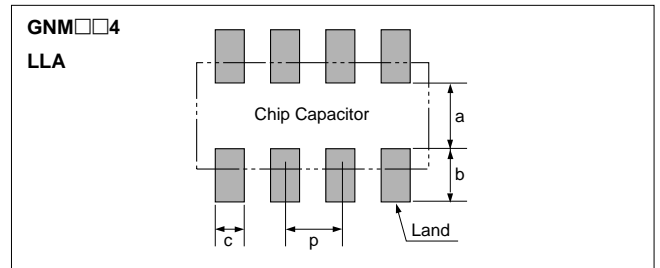 GNM□□4
LLA
Chip Capacitor
a
b
c
p
Land